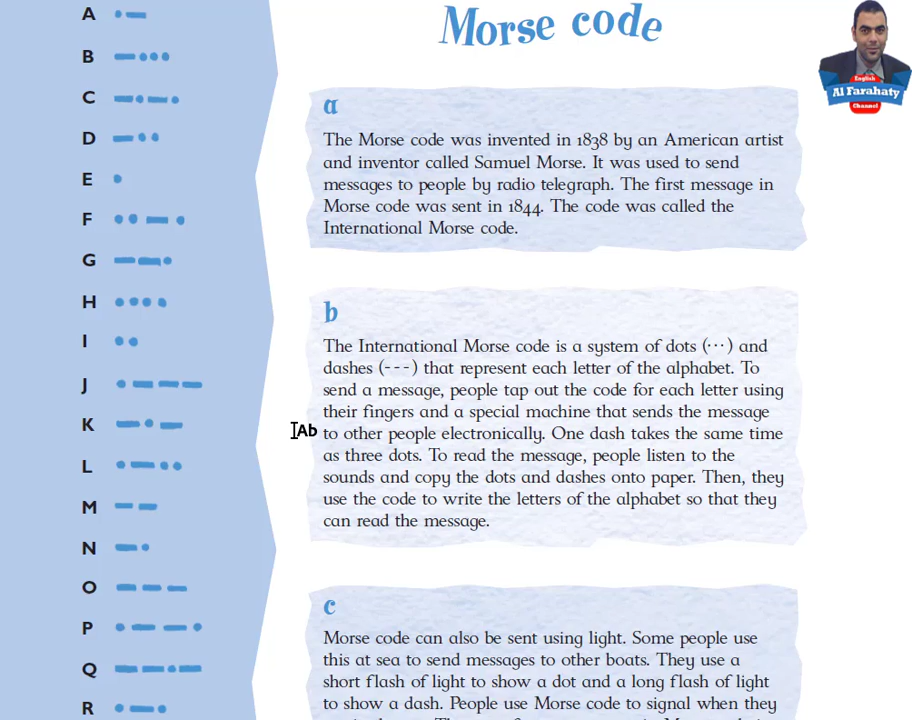 Morse code
English
Al Farahaty
Channel
A
B
C
D
E
F
G
H
I
J
K
L
M
N
O
P
Q
R
a
The Morse code was invented in 1838 by an American artist
and inventor called Samuel Morse. It was used to send
messages to people by radio telegraph. The first message in
Morse code was sent in 1844. The code was called the
International Morse code.
b
The International Morse code is a system of dots (···) and
dashes (---) that represent each letter of the alphabet. To
send a message, people tap out the code for each letter using
their fingers and a special machine that sends the message
Ab
to other people electronically. One dash takes the same time
as three dots. To read the message, people listen to the
sounds and copy the dots and dashes onto paper. Then, they
use the code to write the letters of the alphabet so that they
can read the message.
c
Morse code can also be sent using light. Some people use
this at sea to send messages to other boats. They use a
short flash of light to show a dot and a long flash of light
to show a dash. People use Morse code to signal when they